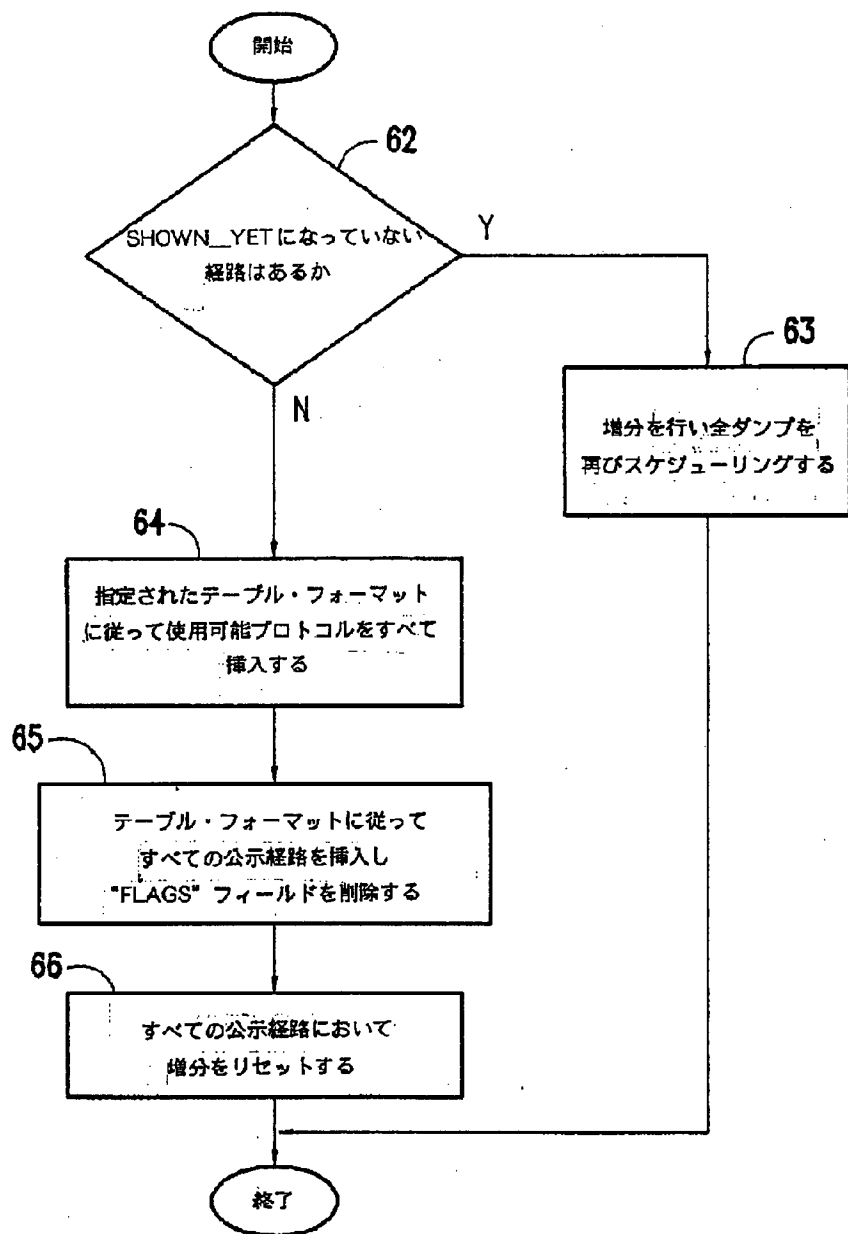 開始
62
SHOWN__YETになっていない
経路はあるか
Y
N
63
増分を行い全ダンプを
再びスケジューリングする
64
指定されたテーブル・フォーマット
に従って使用可能プロトコルをすべて
挿入する
65
テーブル・フォーマットに従って
すべての公示経路を挿入し
"FLAGS" フィールドを削除する
66
すべての公示経路において
増分をリセットする
終了